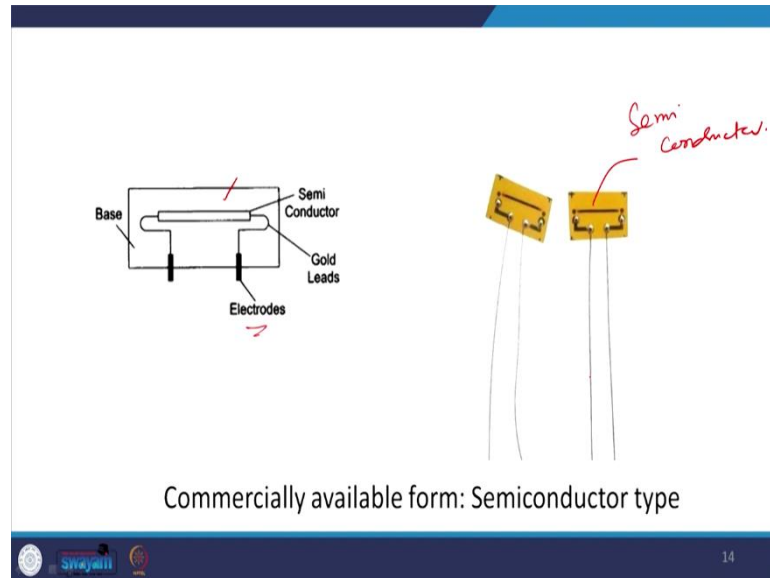 Semi
Conductor.
Base
Semi
Conductor
Gold
Leads
Electrodes
Commercially available form: Semiconductor type
swayam
14